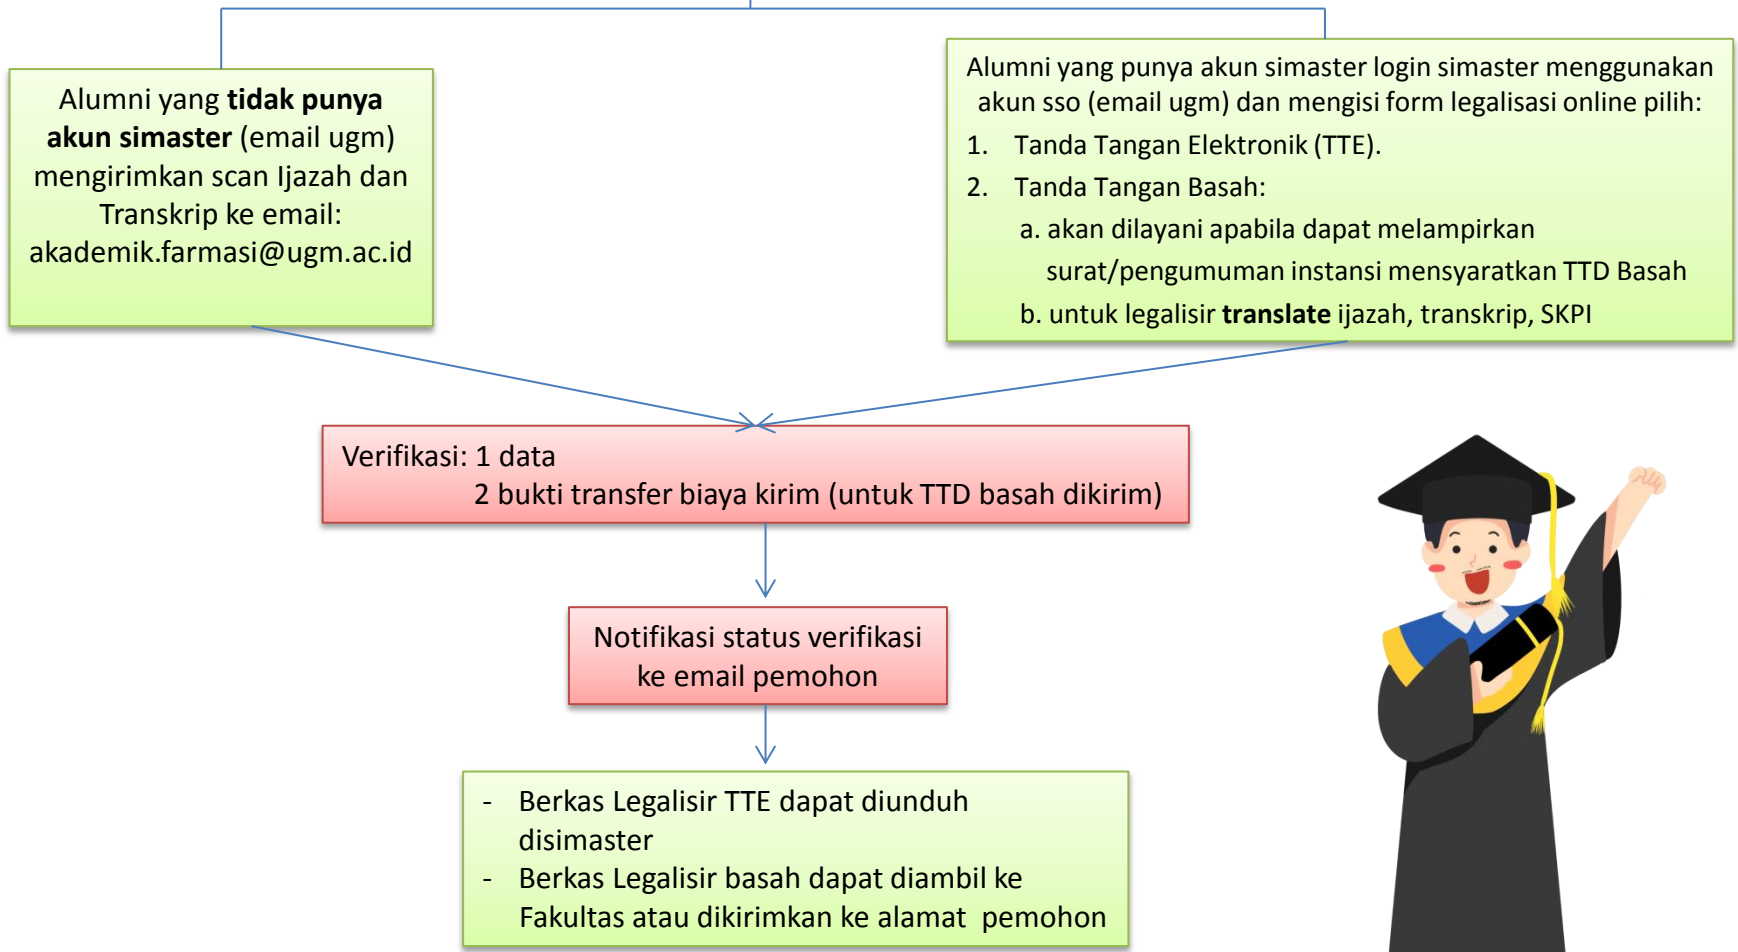 Alumni yang tidak punya
akun simaster (email ugm)
mengirimkan scan Ijazah dan
Transkrip ke email:
akademik.farmasi@ugm.ac.id
Alumni yang punya akun simaster login simaster menggunakan
akun sso (email ugm) dan mengisi form legalisasi online pilih:
1. Tanda Tangan Elektronik (TTE).
2. Tanda Tangan Basah:
a. akan dilayani apabila dapat melampirkan
surat/pengumuman instansi mensyaratkan TTD Basah
b. untuk legalisir translate ijazah, transkrip, SKPI
Verifikasi: 1 data
2 bukti transfer biaya kirim (untuk TTD basah dikirim)
Notifikasi status verifikasi
ke email pemohon
- Berkas Legalisir TTE dapat diunduh
disimaster
- Berkas Legalisir basah dapat diambil ke
Fakultas atau dikirimkan ke alamat pemohon